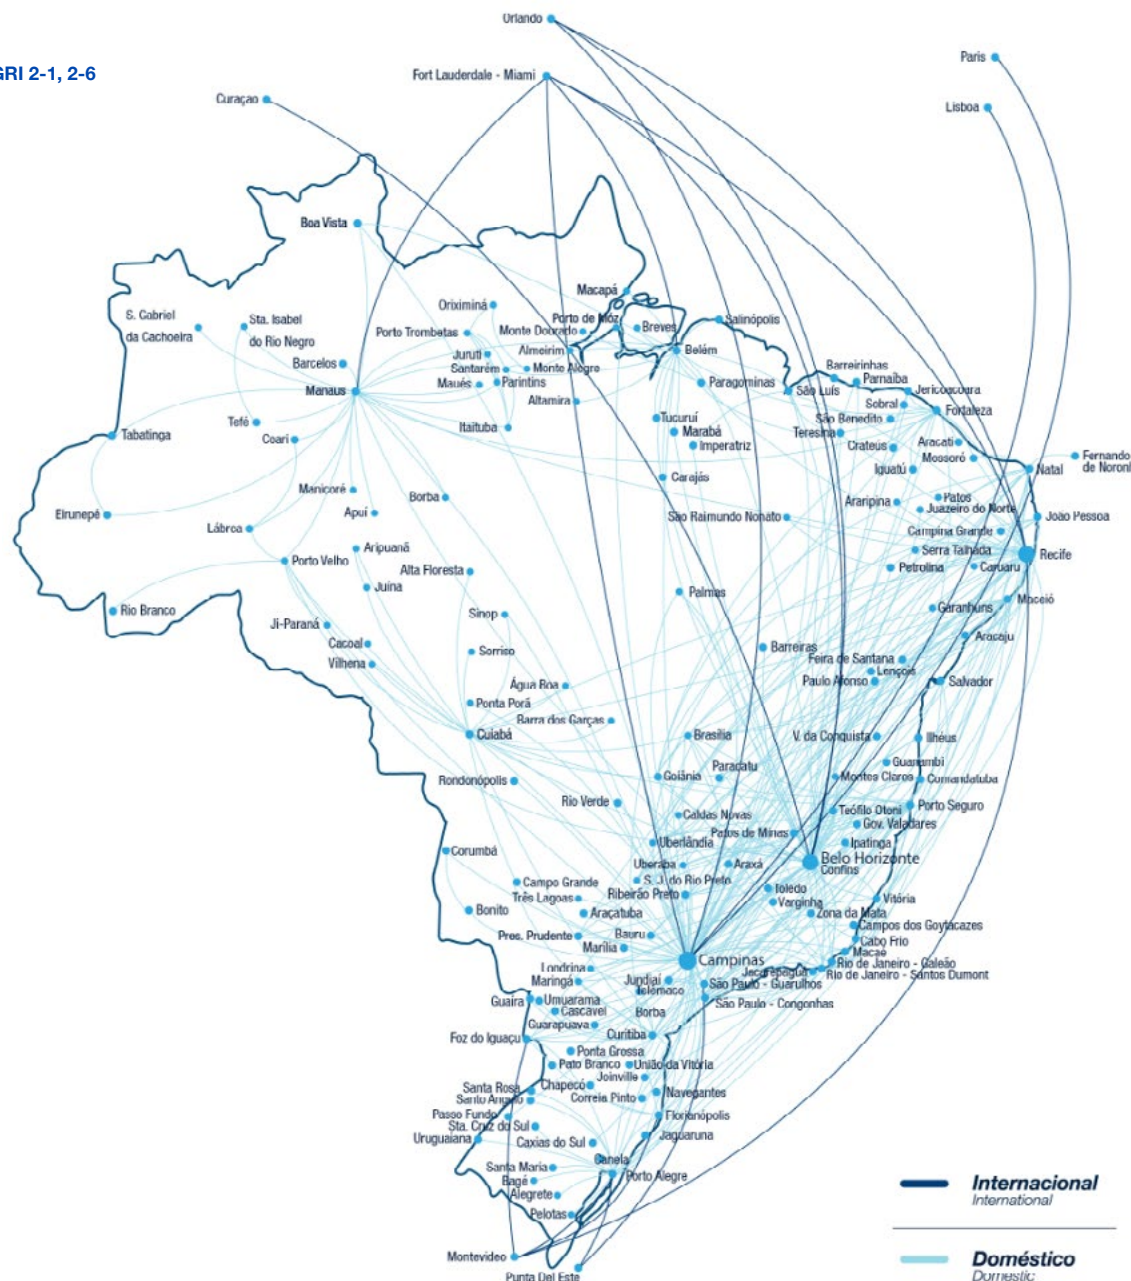 Orlando
GRI 2-1, 2-6
Paris
Fort Lauderdale - Miami
Curaçao
Lisboa
Boa Vista
Macapá
Oriximiná
S. Gabriel
da Cachoeira
Sta. Isabel
do Rio Negro
Porto de Móz
Porto Trombetas
Monte Dourado
Breves
Salinópolis
Juruti
Almeirim
Belém
Barcelos
Santarém
Monte Alegre
Barreirinhas
Maués
Parintins
Paragominas
Parnaíba
Manaus
São Luís
Jericoacoara
Altamira
Sobral
Fortaleza
Tefé
Itaituba
Tucuruí
São Benedito
Tabatinga
Coari
Marabá
Teresina
Imperatriz
Crateus
Aracati
Mossoró
Fernando
de Noronh
Iguatú
Natal
Carajás
Manicoré
Borba
Araripina
Patos
Juazeiro do Norte
Eirunepé
Apuí
São Raimundo Nonato
João Pessoa
Lábrea
Campina Grande
Aripuanã
Serra Talhada
Recife
Porto Velho
Alta Floresta
Petrolina
Caruaru
Juina
Palmas
Rio Branco
Sinop
Garanhuns
Maceió
Ji-Paraná
Aracaju
Cacoal
Sorriso
Barreiras
Vilhena
Feira de Santana
Lençois
Água Boa
Paulo Afonso
Salvador
Ponta Porã
Barra dos Garças
Cuiabá
Brasília
V. da Conquista
Ilhéus
Guanambi
Paracatu
Rondonópolis
Goiânia
Montes Claros
Comandatuba
Rio Verde
Teófilo Otoni
Porto Seguro
Caldas Novas
Gov. Valadares
Patos de Minas
Uberlândia
Ipatinga
Corumbá
Belo Horizonte
Uberaba
Araxá
Confins
Campo Grande
S. J. do Rio Preto
Toledo
Três Lagoas
Ribeirão Preto
Varginha
Vitória
Bonito
Araçatuba
Zona da Mata
Campos dos Goytacazes
Pres. Prudente
Bauru
Cabo Frio
Marília
Macaé
Campinas
Rio de Janeiro - Galeão
Londrina
Jacarepaguá
Rio de Janeiro - Santos Dumont
Maringá
Jundiaí
São Paulo - Guarulhos
Telêmaco
Guaira
Umuarama
São Paulo - Congonhas
Cascavel
Borba
Guarapuava
Foz do Iguaçu
Curitiba
Ponta Grossa
Pato Branco
União da Vitória
Joinville
Santa Rosa
Chapecó
Santo Angelo
Correia Pinto
Navegantes
Passo Fundo
Florianópolis
Sta. Cruz do Sul
Uruguaiana
Caxias do Sul
Jaguaruna
Canela
Santa Maria
Porto Alegre
Bagé
Alegrete
Pelotas
Montevideo
Punta Del Este
Internacional
International
Doméstico
Domestic